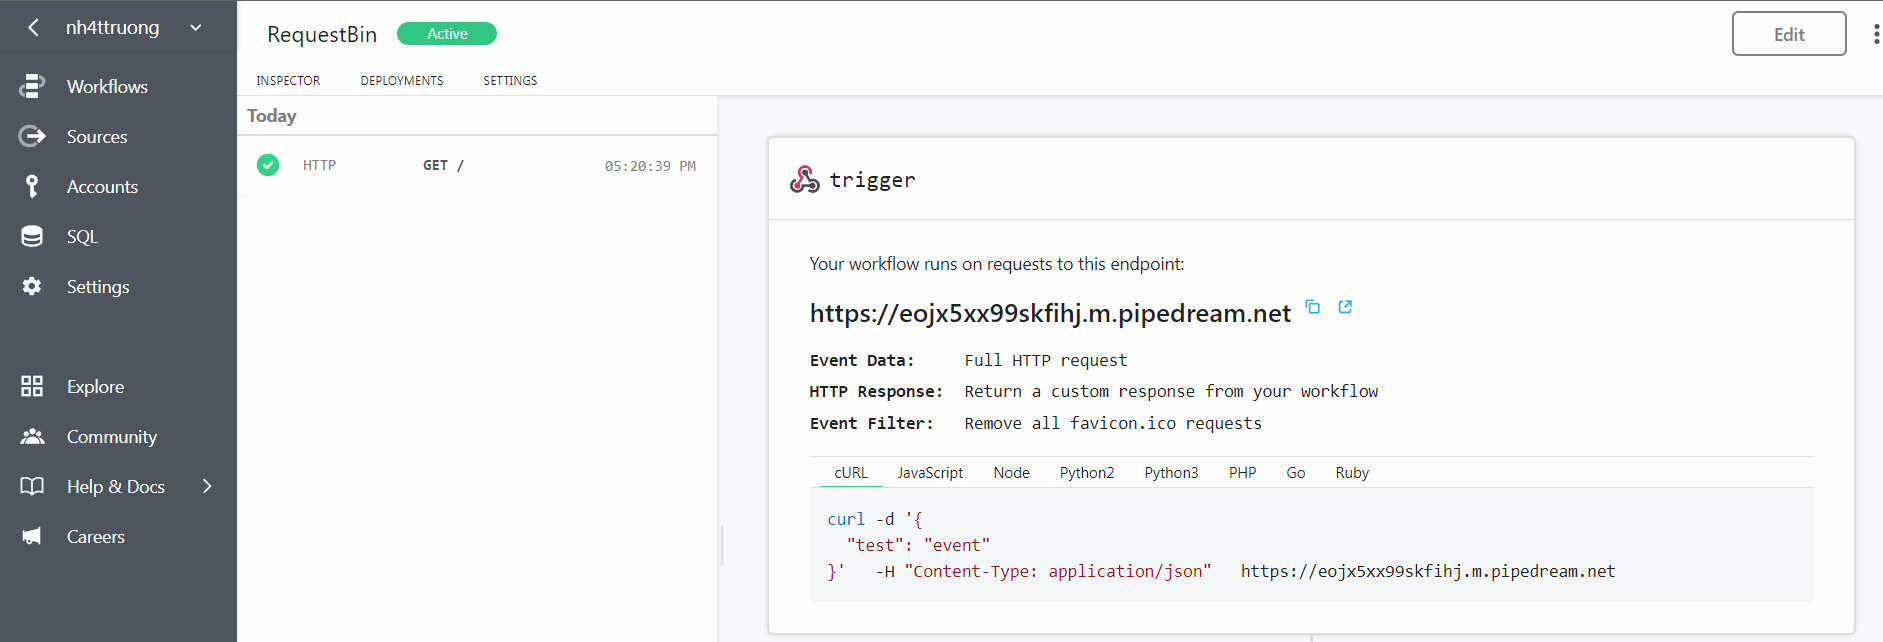 nh4ttruong
Workflows
Sources
Accounts
SQL
Settings
Explore
Community
Help & Docs
Careers
RequestBin Active
Edit
INSPECTOR DEPLOYMENTS SETTINGS
Today
HTTP GET / 05:20:39 PM
trigger
Your workflow runs on requests to this endpoint:
https://eojx5xx99skfihj.m.pipedream.net
Event Data: Full HTTP request
HTTP Response: Return a custom response from your workflow
Event Filter: Remove all favicon.ico requests
cURL JavaScript Node Python2 Python3 PHP Go Ruby
curl -d '{
"test": "event"
}' -H "Content-Type: application/json" https://eojx5xx99skfihj.m.pipedream.net